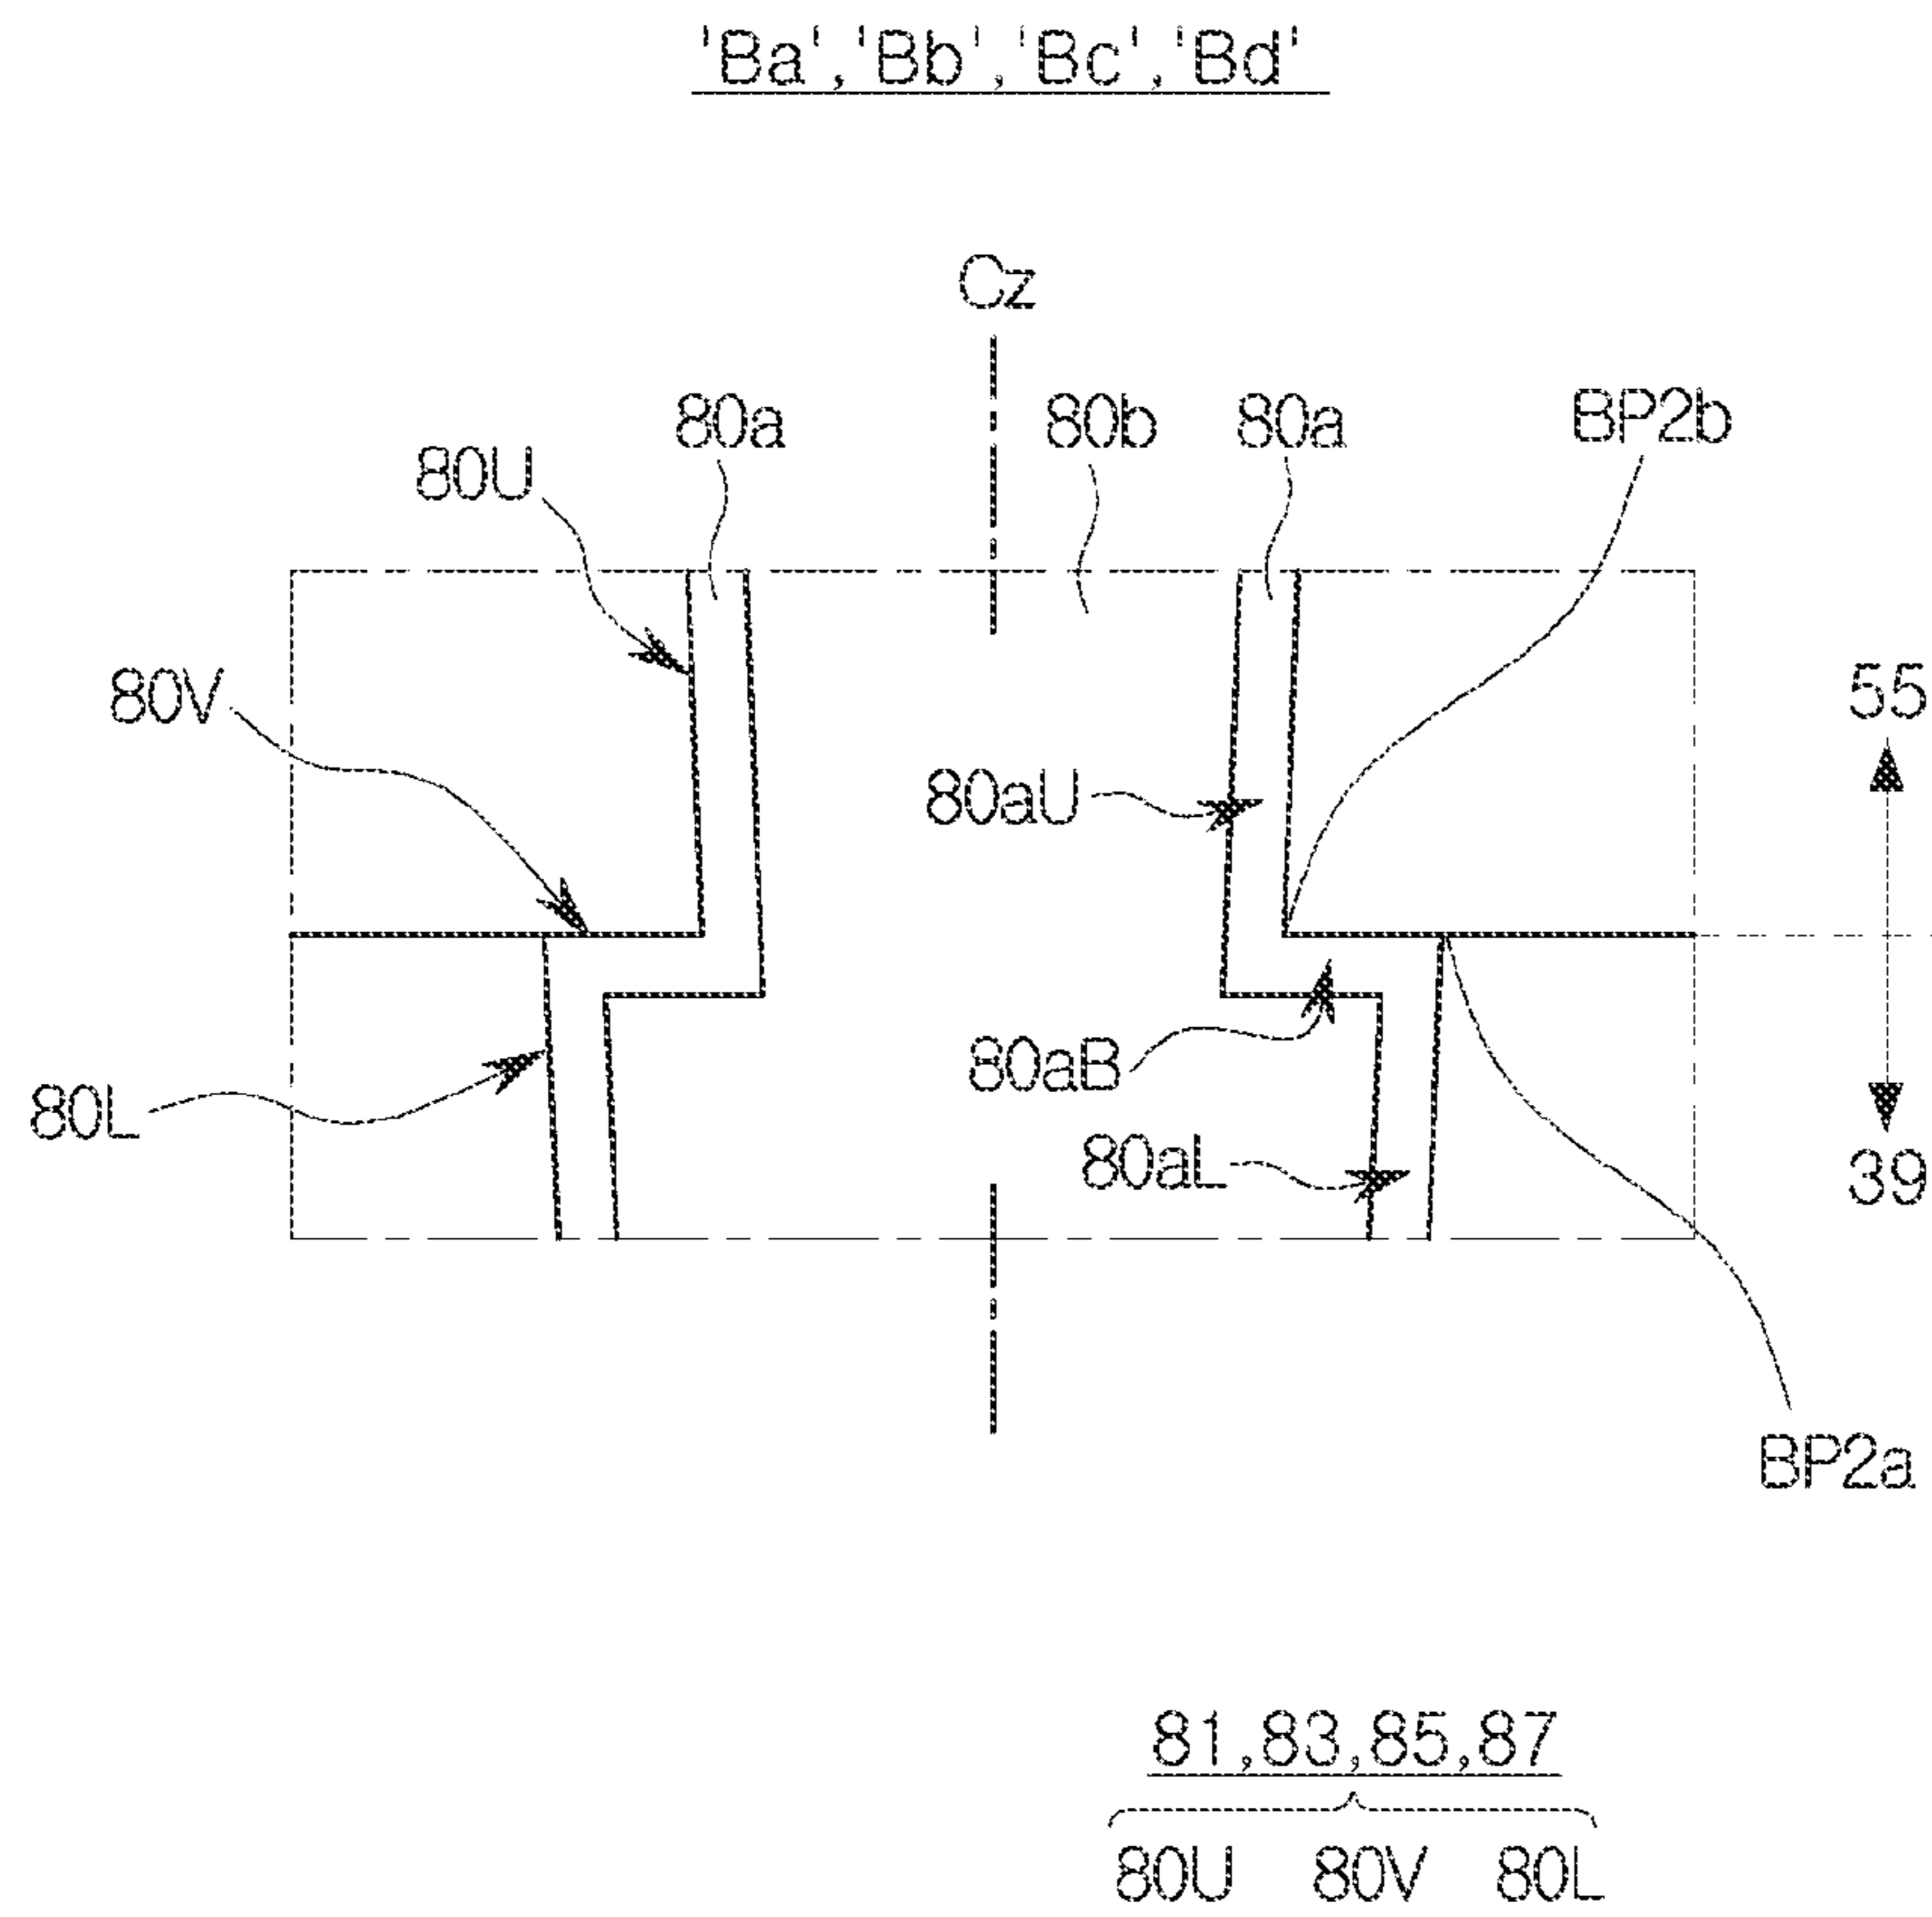 'Ba','Bb','Bc','Bd'
Cz
80a 80b 80a BP2b
80U
80V
55
80aU
80aB
80L
80aL
39
BP2a
81,83,85,87
80U 80V 80L